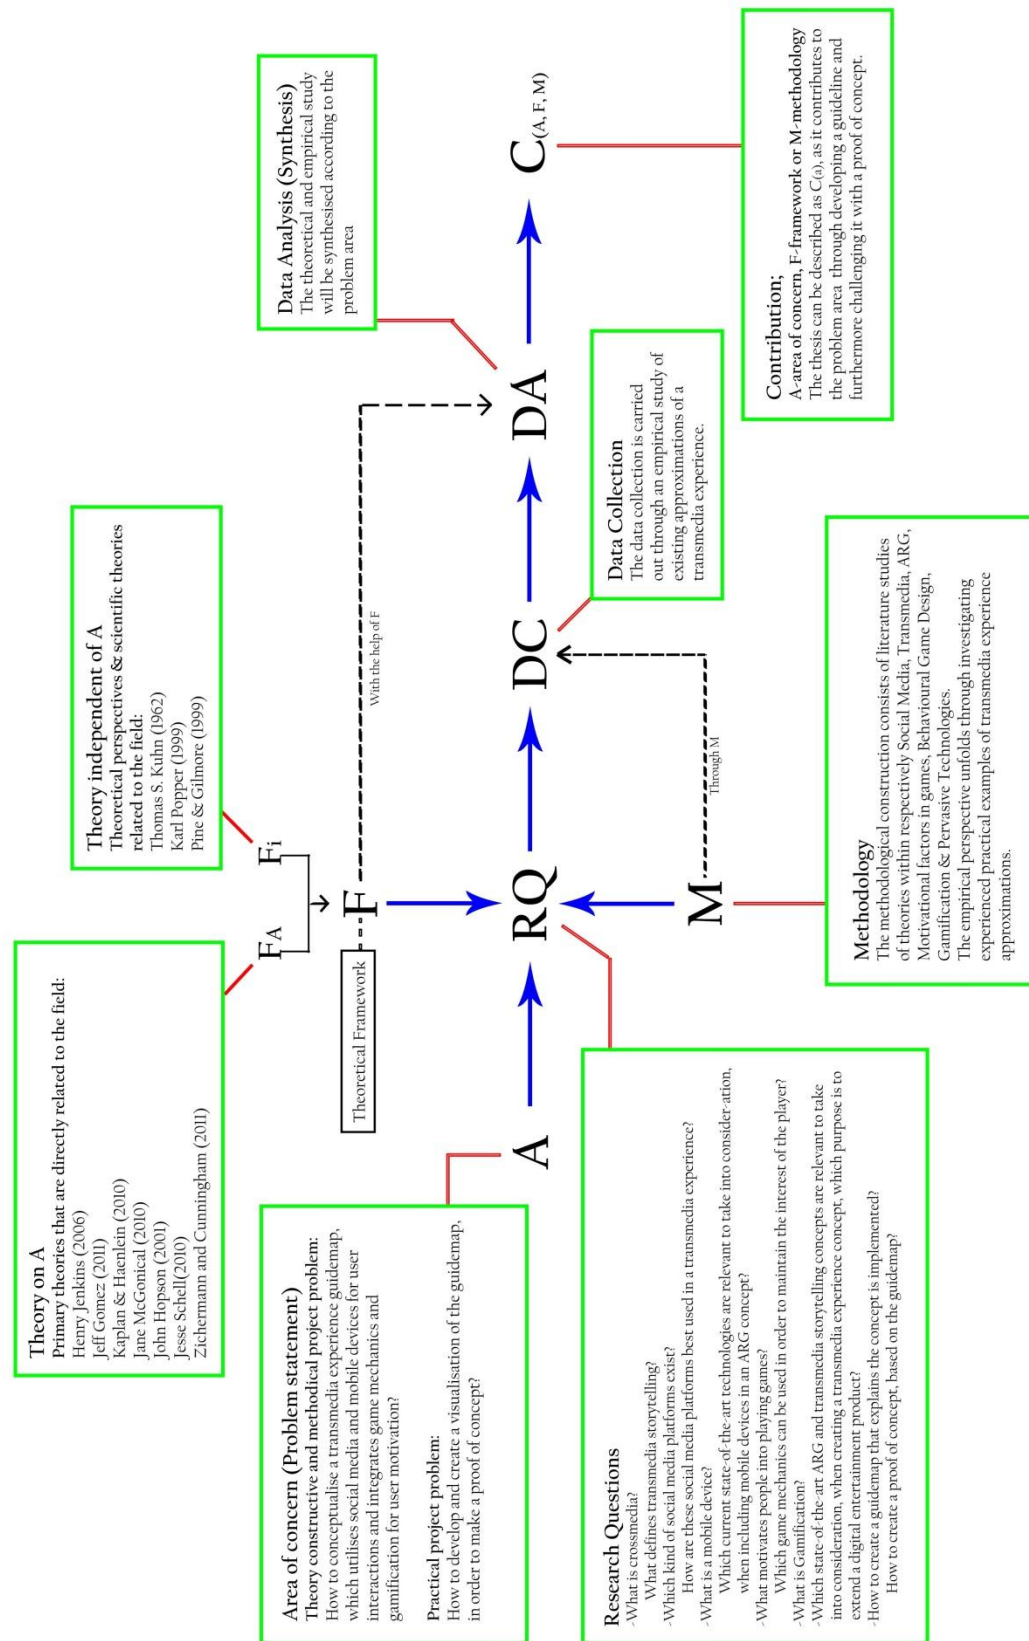 Theory on A
Primary theories that are directly related to the field:
Henry Jenkins (2006)
Jeff Gomez (2011)
Kaplan & Haenlein (2010)
Jane McGonical (2010)
John Hopson (2001)
Jesse Schell(2010)
Zichermann and Cunningham (2011)
Theory independent of A
Theoretical perspectives & scientific theories
related to the field:
Thomas S. Kuhn (1962)
Karl Popper (1999)
Pine & Gilmore (1999)
FA
Fi
Theoretical Framework
F
With the help of F
Data Analysis (Synthesis)
The theoretical and empirical study
will be synthesised according to the
problem area
Area of concern (Problem statement)
Theory constructive and methodical project problem:
How to conceptualise a transmedia experience guidemap,
which utilises social media and mobile devices for user
interactions and integrates game mechanics and
gamification for user motivation?
Practical project problem:
How to develop and create a visualisation of the guidemap,
in order to make a proof of concept?
A
RQ
DC
DA
C(A, F, M)
Research Questions
-What is crossmedia?
What defines transmedia storytelling?
-Which kind of social media platforms exist?
How are these social media platforms best used in a transmedia experience?
-What is a mobile device?
Which current state-of-the-art technologies are relevant to take into consider-ation,
when including mobile devices in an ARG concept?
-What motivates people into playing games?
Which game mechanics can be used in order to maintain the interest of the player?
-What is Gamification?
-Which state-of-the-art ARG and transmedia storytelling concepts are relevant to take
into consideration, when creating a transmedia experience concept, which purpose is to
extend a digital entertainment product?
-How to create a guidemap that explains the concept is implemented?
How to create a proof of concept, based on the guidemap?
M
Through M
Methodology
The methodological construction consists of literature studies
of theories within respectively Social Media, Transmedia, ARG,
Motivational factors in games, Behavioural Game Design,
Gamification & Pervasive Technologies.
The empirical perspective unfolds through investigating
experienced practical examples of transmedia experience
approximations.
Data Collection
The data collection is carried
out through an empirical study of
existing approximations of a
transmedia experience.
Contribution;
A-area of concern, F-framework or M-methodology
The thesis can be described as C(a), as it contributes to
the problem area through developing a guideline and
furthermore challenging it with a proof of concept.